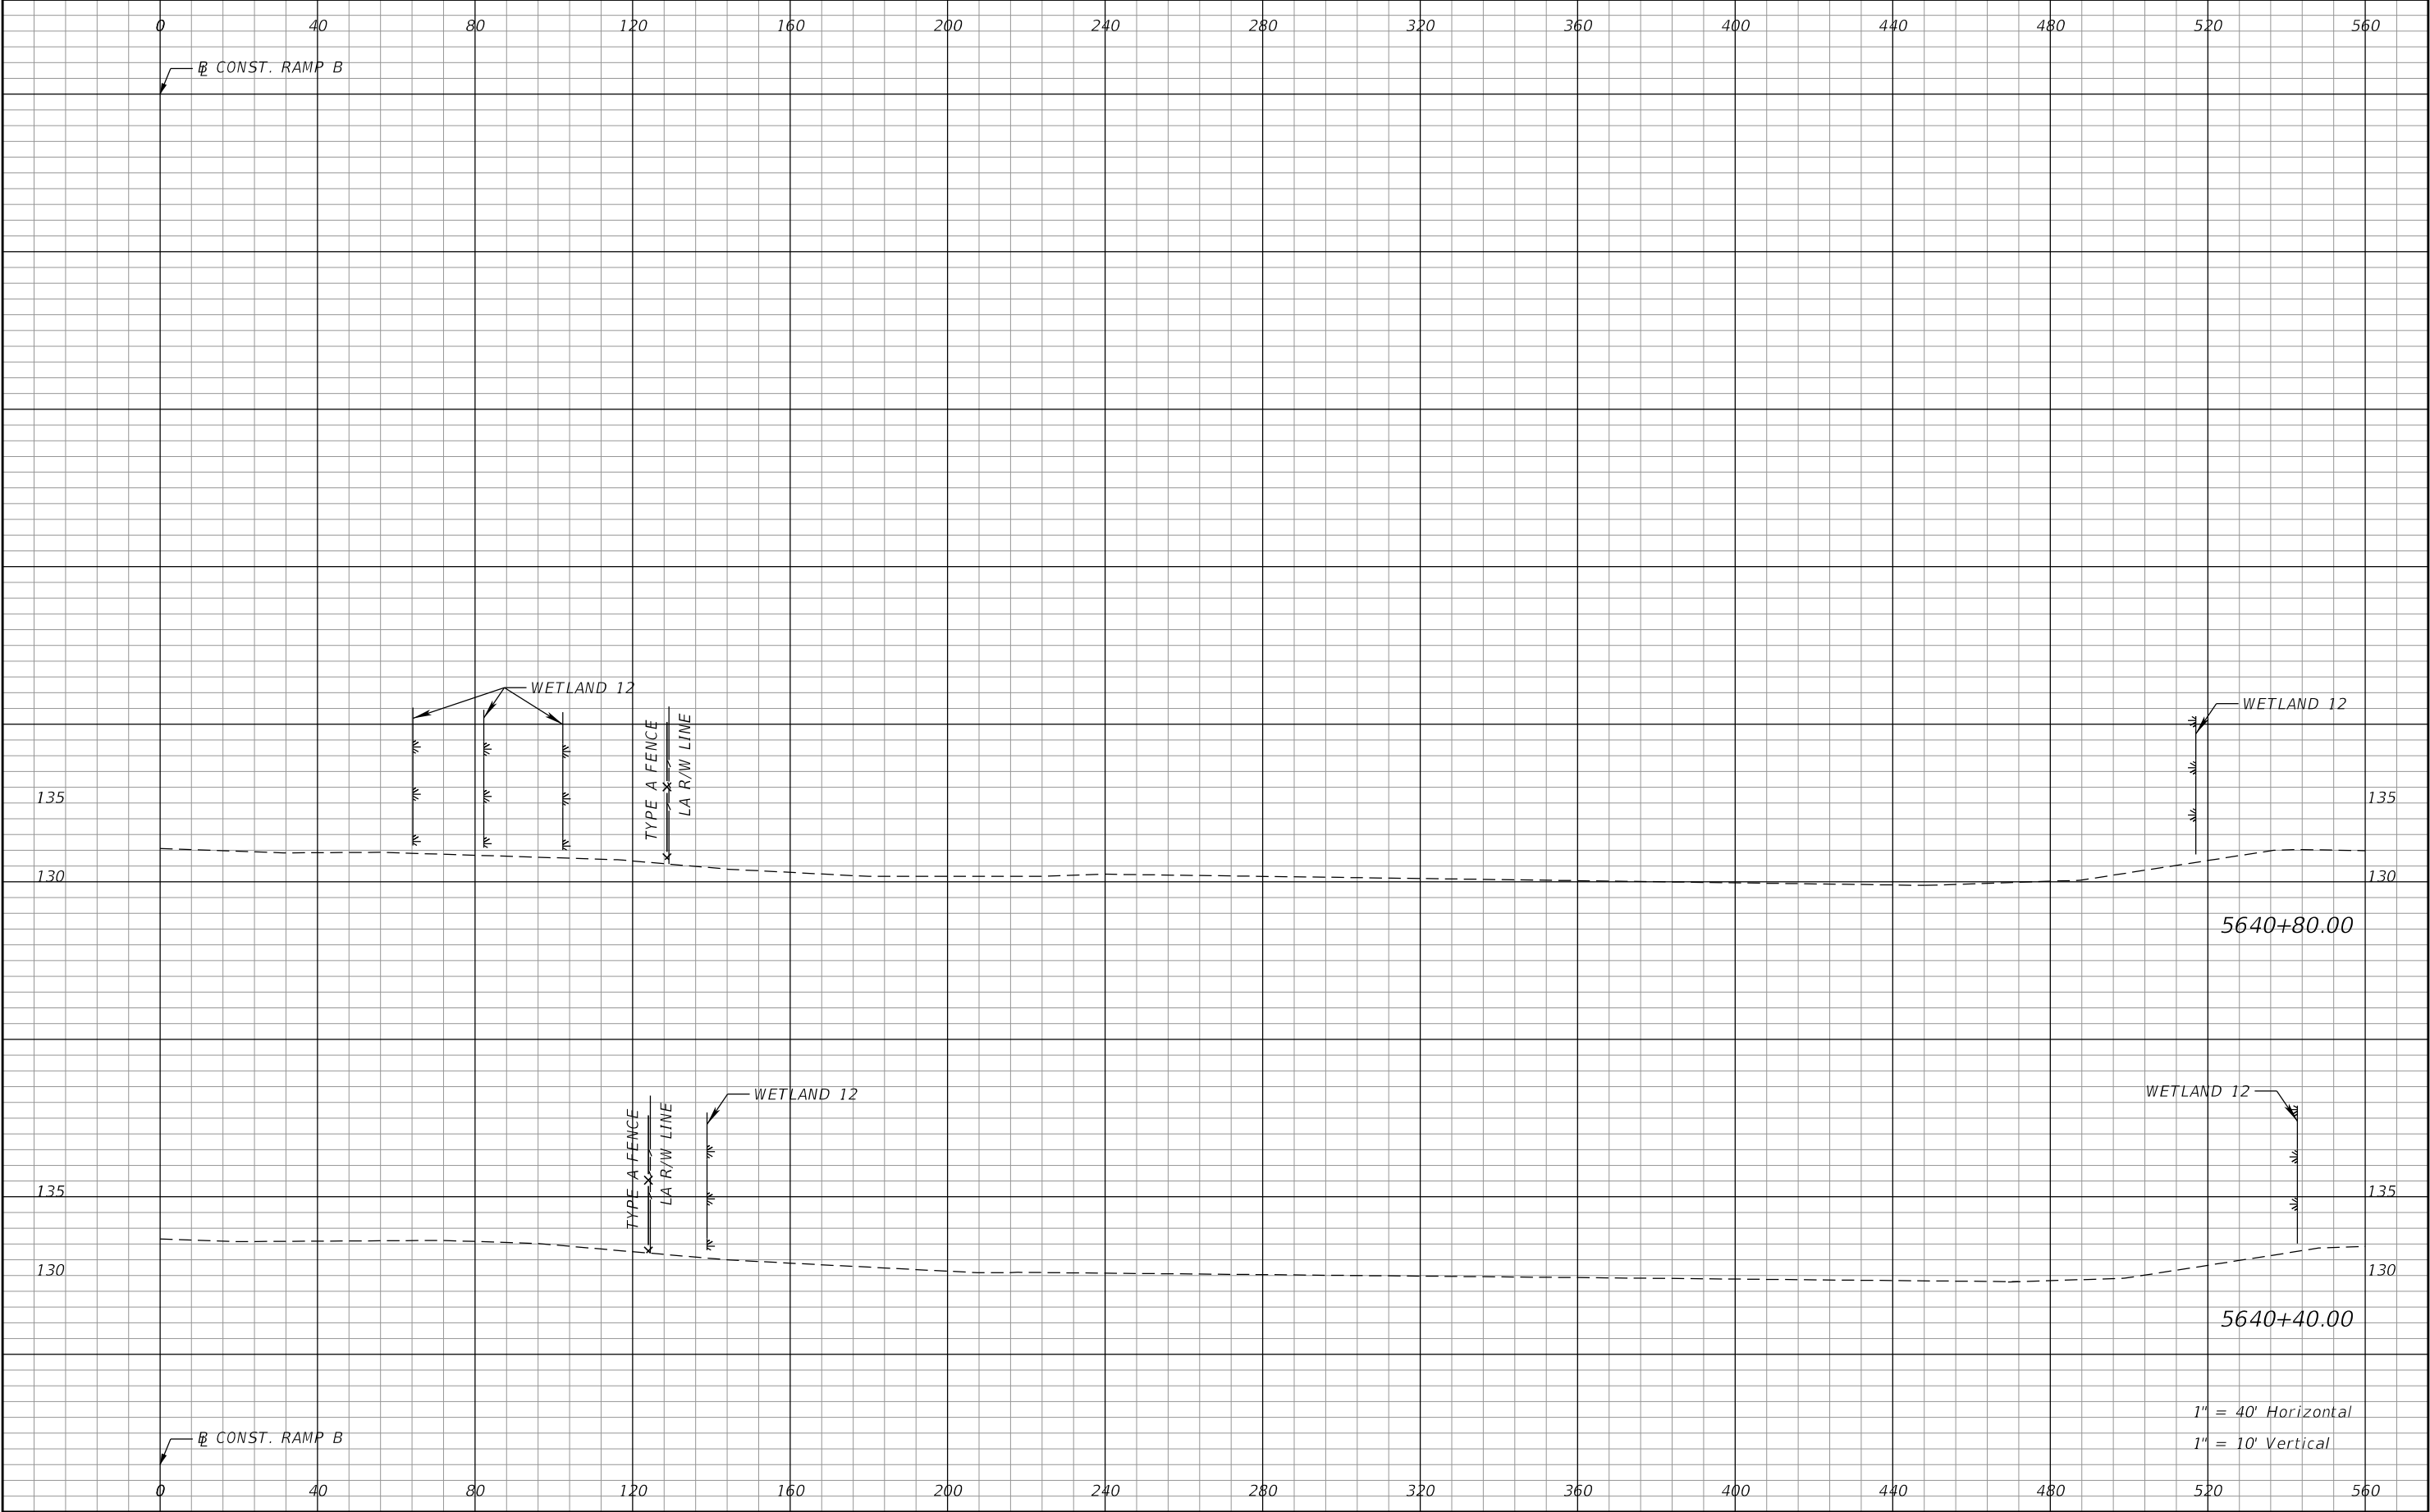 0 40 80 120 160 200 240 280 320 360 400 440 480 520 560
BL CONST. RAMP B
WETLAND 12
WETLAND 12
TYPE A FENCE
LA R/W LINE
135 135
130 130
5640+80.00
WETLAND 12
WETLAND 12
TYPE A FENCE
LA R/W LINE
135 135
130 130
5640+40.00
1" = 40' Horizontal
BL CONST. RAMP B
1" = 10' Vertical
0 40 80 120 160 200 240 280 320 360 400 440 480 520 560